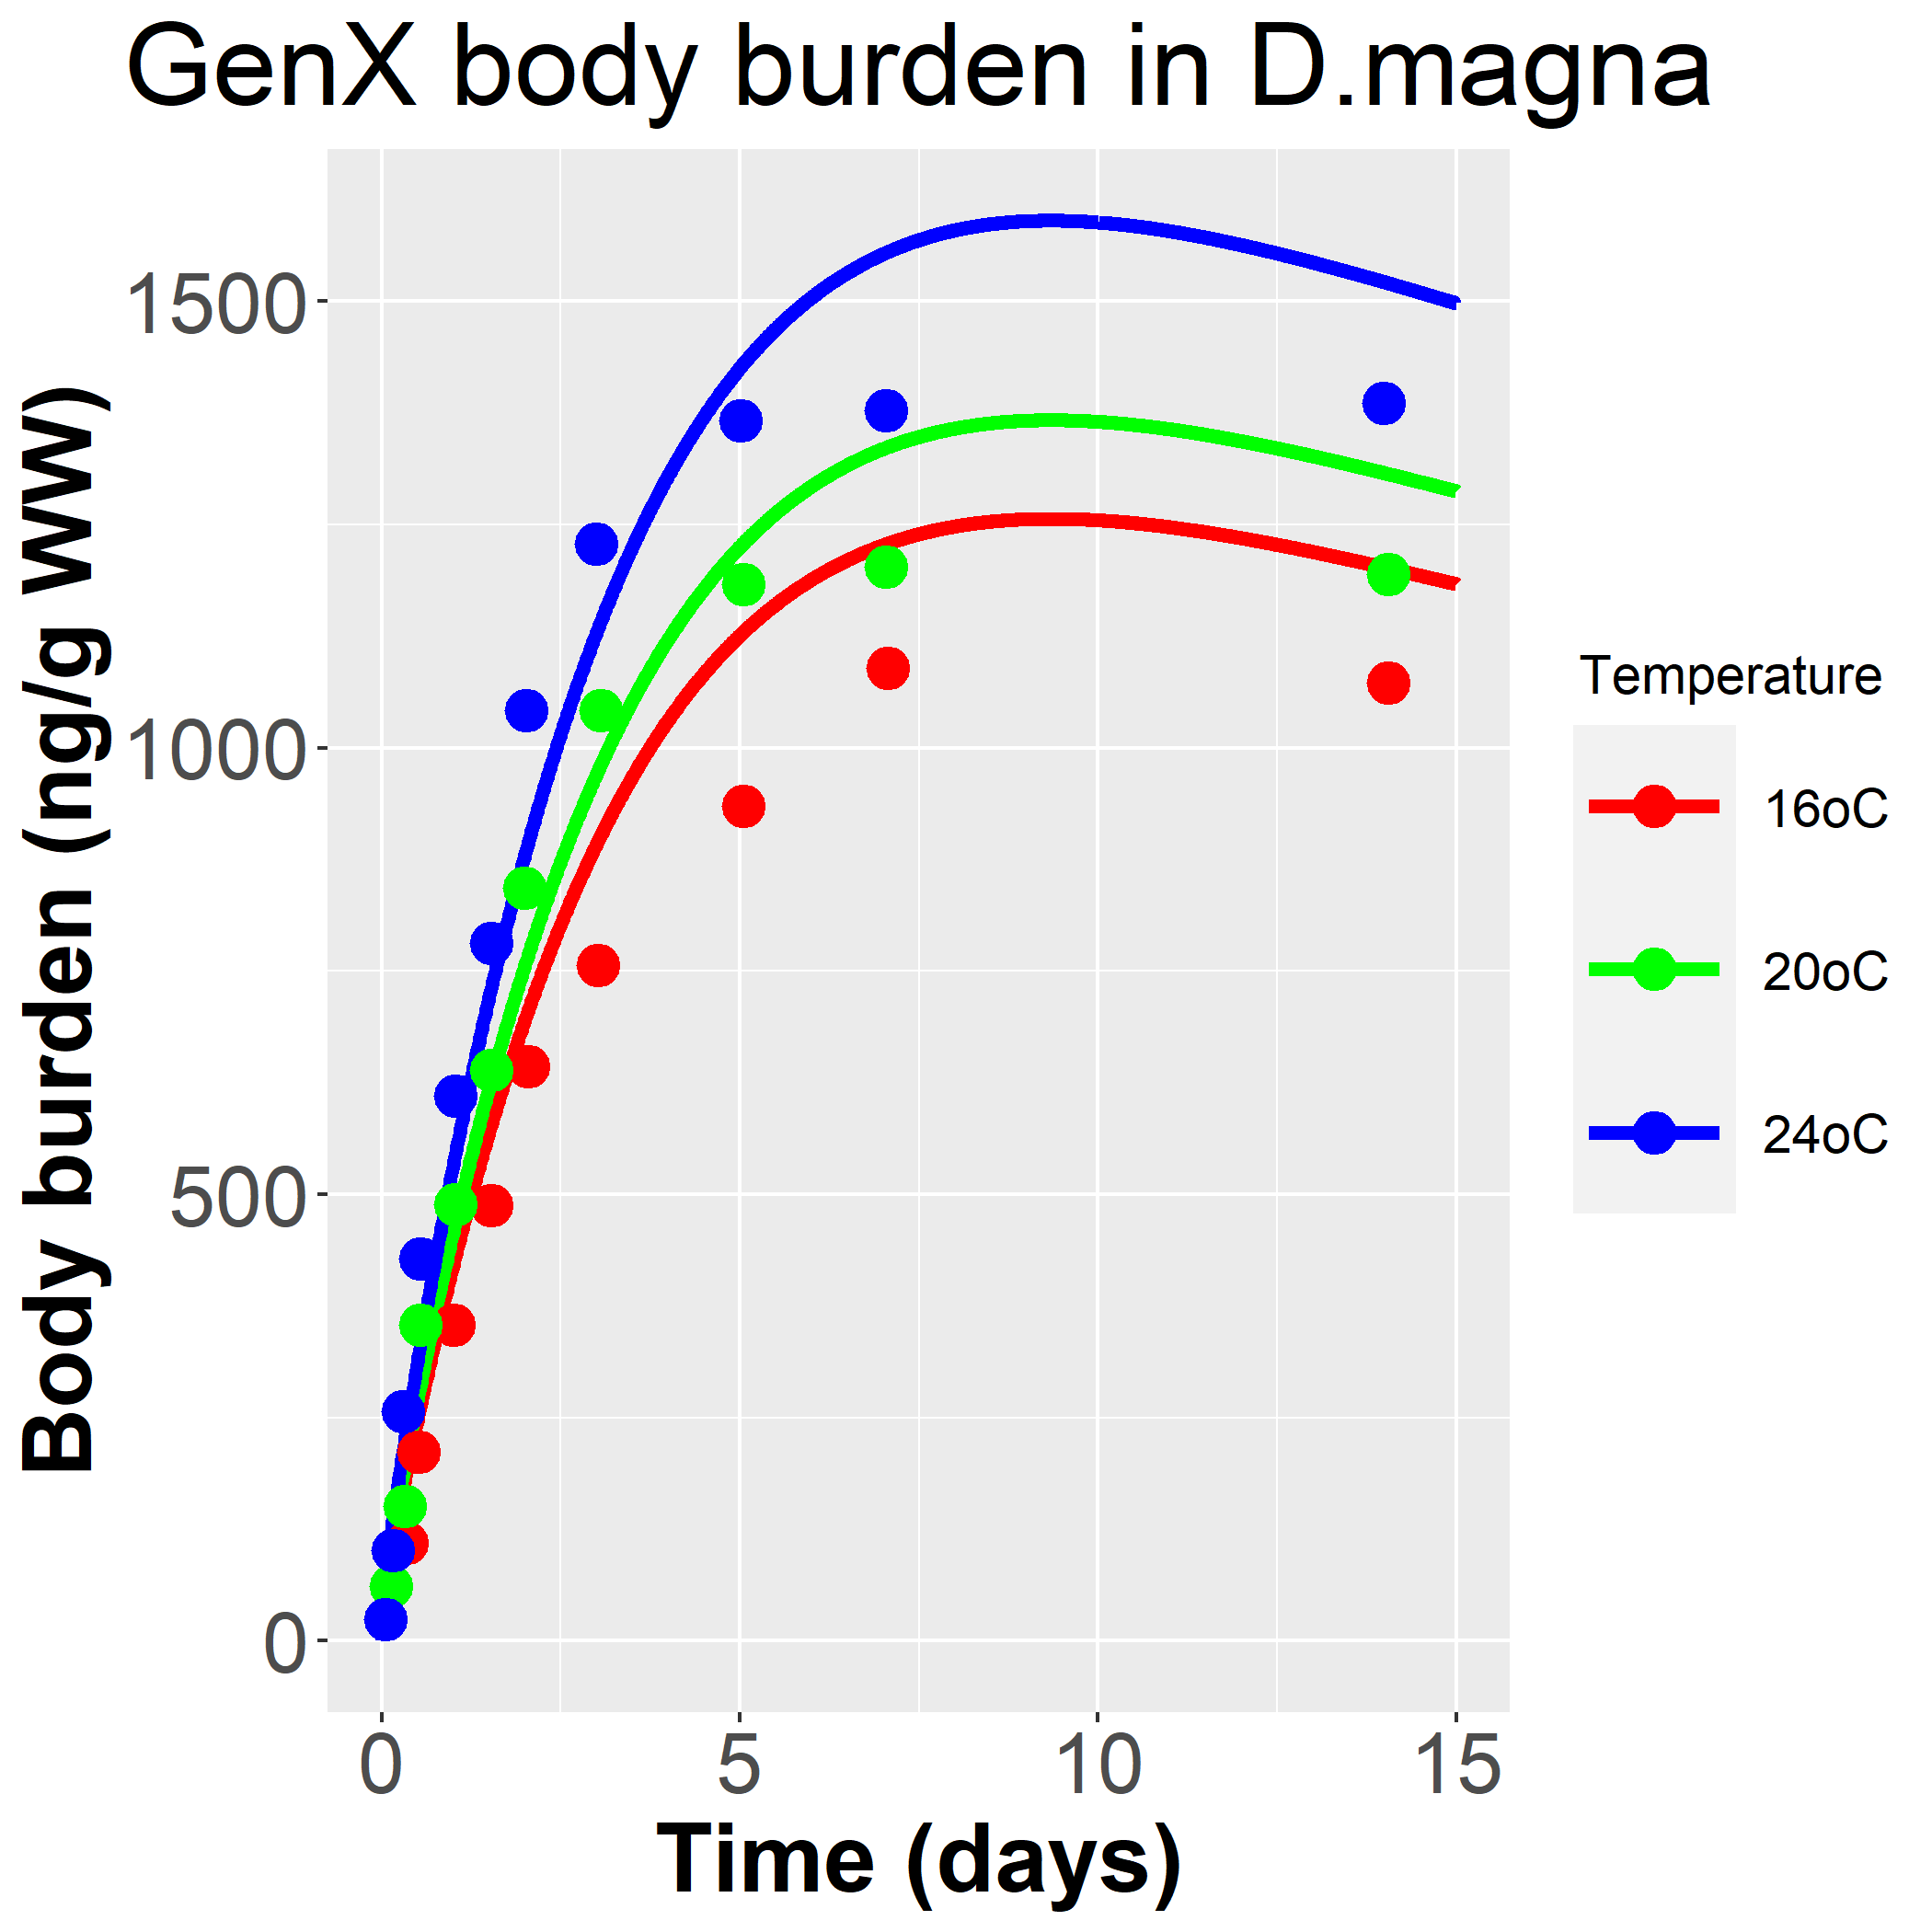 GenX body burden in D.magna
Body burden (ng/g WW)
1500
1000
500
0
0 5 10 15
Time (days)
Temperature
16oC
20oC
24oC